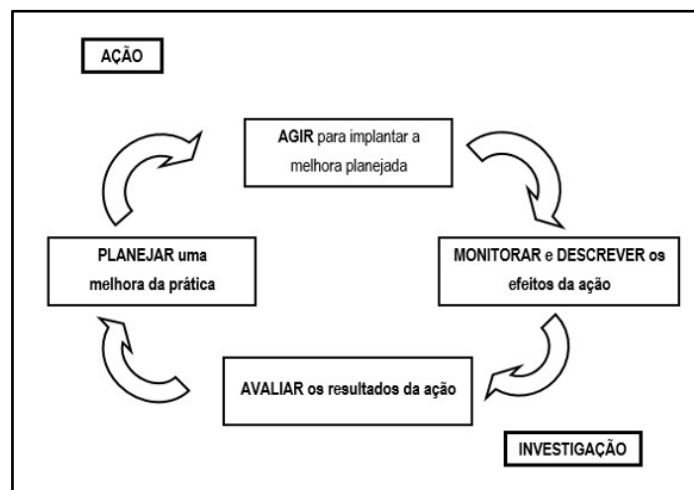 AÇÃO
AGIR para implantar a
melhora planejada
PLANEJAR uma
melhora da prática
MONITORAR e DESCREVER os
efeitos da ação
AVALIAR os resultados da ação
INVESTIGAÇÃO